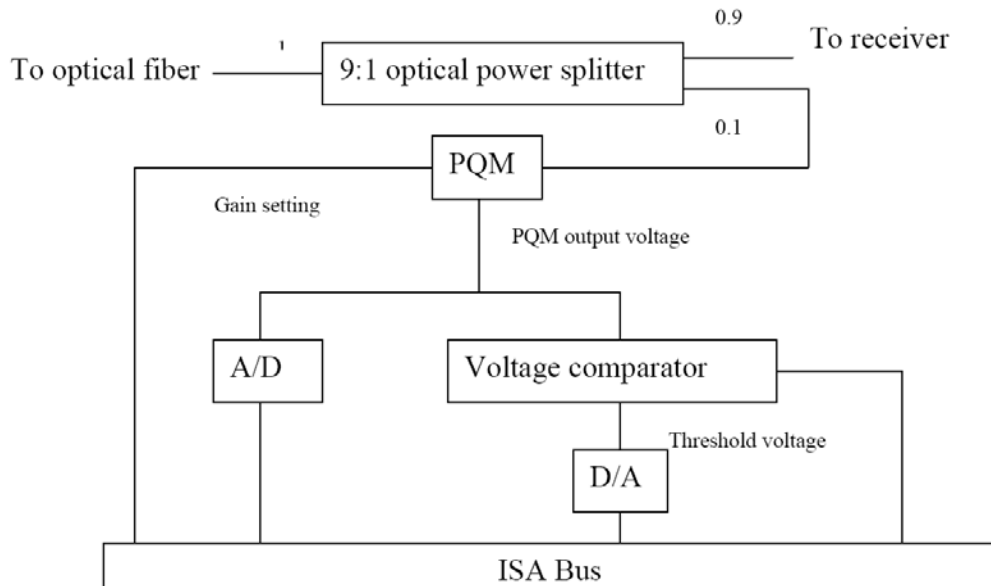 0.9
To receiver
1
To optical fiber
9:1 optical power splitter
0.1
PQM
Gain setting
PQM output voltage
A/D
Voltage comparator
Threshold voltage
D/A
ISA Bus